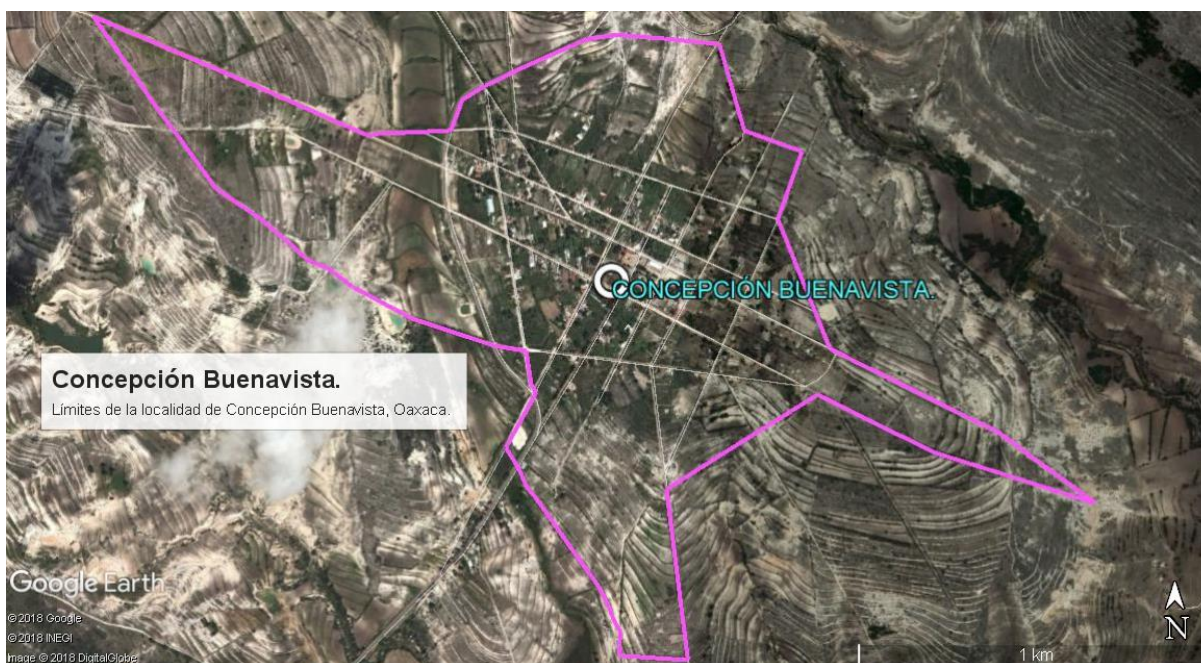 CONCEPCIÓN BUENAVISTA.
Concepción Buenavista.
Límites de la localidad de Concepción Buenavista, Oaxaca.
Google Earth
© 2018 Google
© 2018 INEGI
Image © 2018 DigitalGlobe
1 km
N